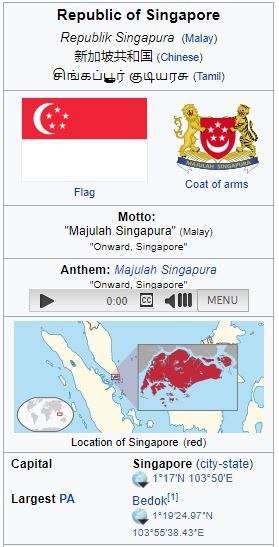 Republic of Singapore
Republik Singapura (Malay)
新加坡共和国 (Chinese)
சிங்கப்பூர் குடியரசு (Tamil)
Flag
MAJULAH SINGAPURA
Coat of arms
Motto:
"Majulah Singapura" (Malay)
"Onward, Singapore"
Anthem: Majulah Singapura
"Onward, Singapore"
0:00 CC MENU
Location of Singapore (red)
Capital Singapore (city-state)
1°17′N 103°50′E
Largest PA Bedok[1]
1°19′24.97″N
103°55′38.43″E